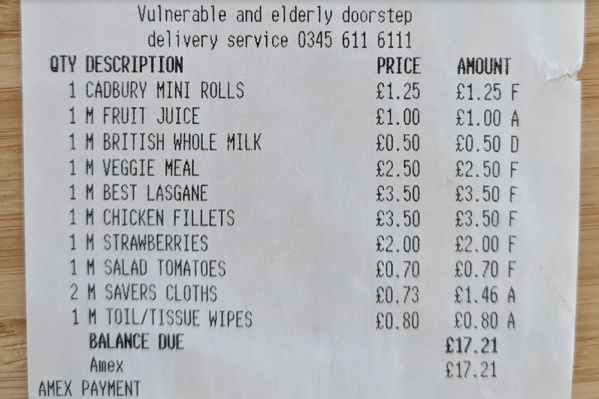 Vulnerable and elderly doorstep
delivery service 0345 611 6111
QTY DESCRIPTION PRICE AMOUNT
1 CADBURY MINI ROLLS £1.25 £1.25 F
1 M FRUIT JUICE £1.00 £1.00 A
1 M BRITISH WHOLE MILK £0.50 £0.50 D
1 M VEGGIE MEAL £2.50 £2.50 F
1 M BEST LASGANE £3.50 £3.50 F
1 M CHICKEN FILLETS £3.50 £3.50 F
1 M STRAWBERRIES £2.00 £2.00 F
1 M SALAD TOMATOES £0.70 £0.70 F
2 M SAVERS CLOTHS £0.73 £1.46 A
1 M TOIL/TISSUE WIPES £0.80 £0.80 A
BALANCE DUE £17.21
Amex £17.21
AMEX PAYMENT